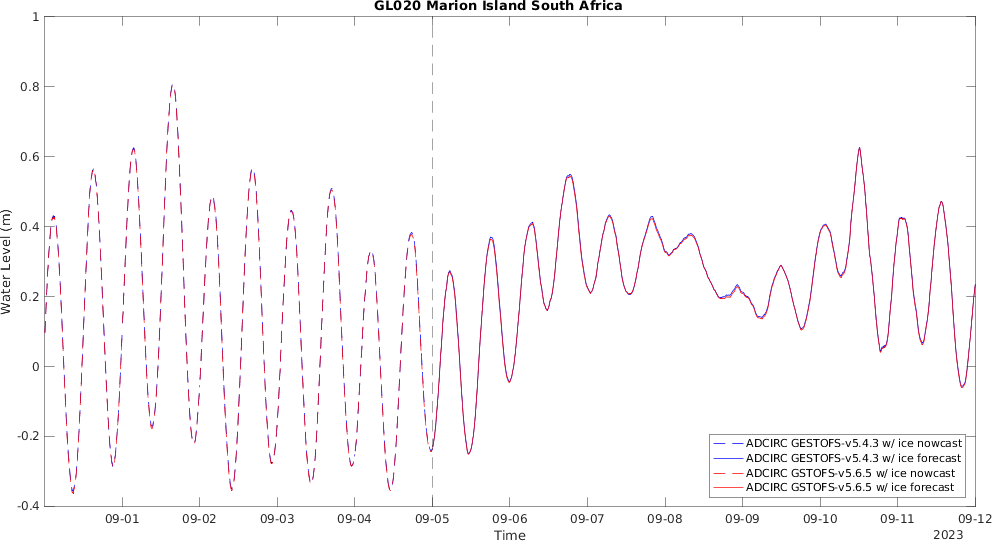 GL020 Marion Island South Africa
1
0.8
0.6
0.4
0.2
0
-0.2
-0.4
Water Level (m)
ADCIRC GESTOFS-v5.4.3 w/ ice nowcast
ADCIRC GESTOFS-v5.4.3 w/ ice forecast
ADCIRC GSTOFS-v5.6.5 w/ ice nowcast
ADCIRC GSTOFS-v5.6.5 w/ ice forecast
09-01 09-02 09-03 09-04 09-05 09-06 09-07 09-08 09-09 09-10 09-11 09-12
Time
2023